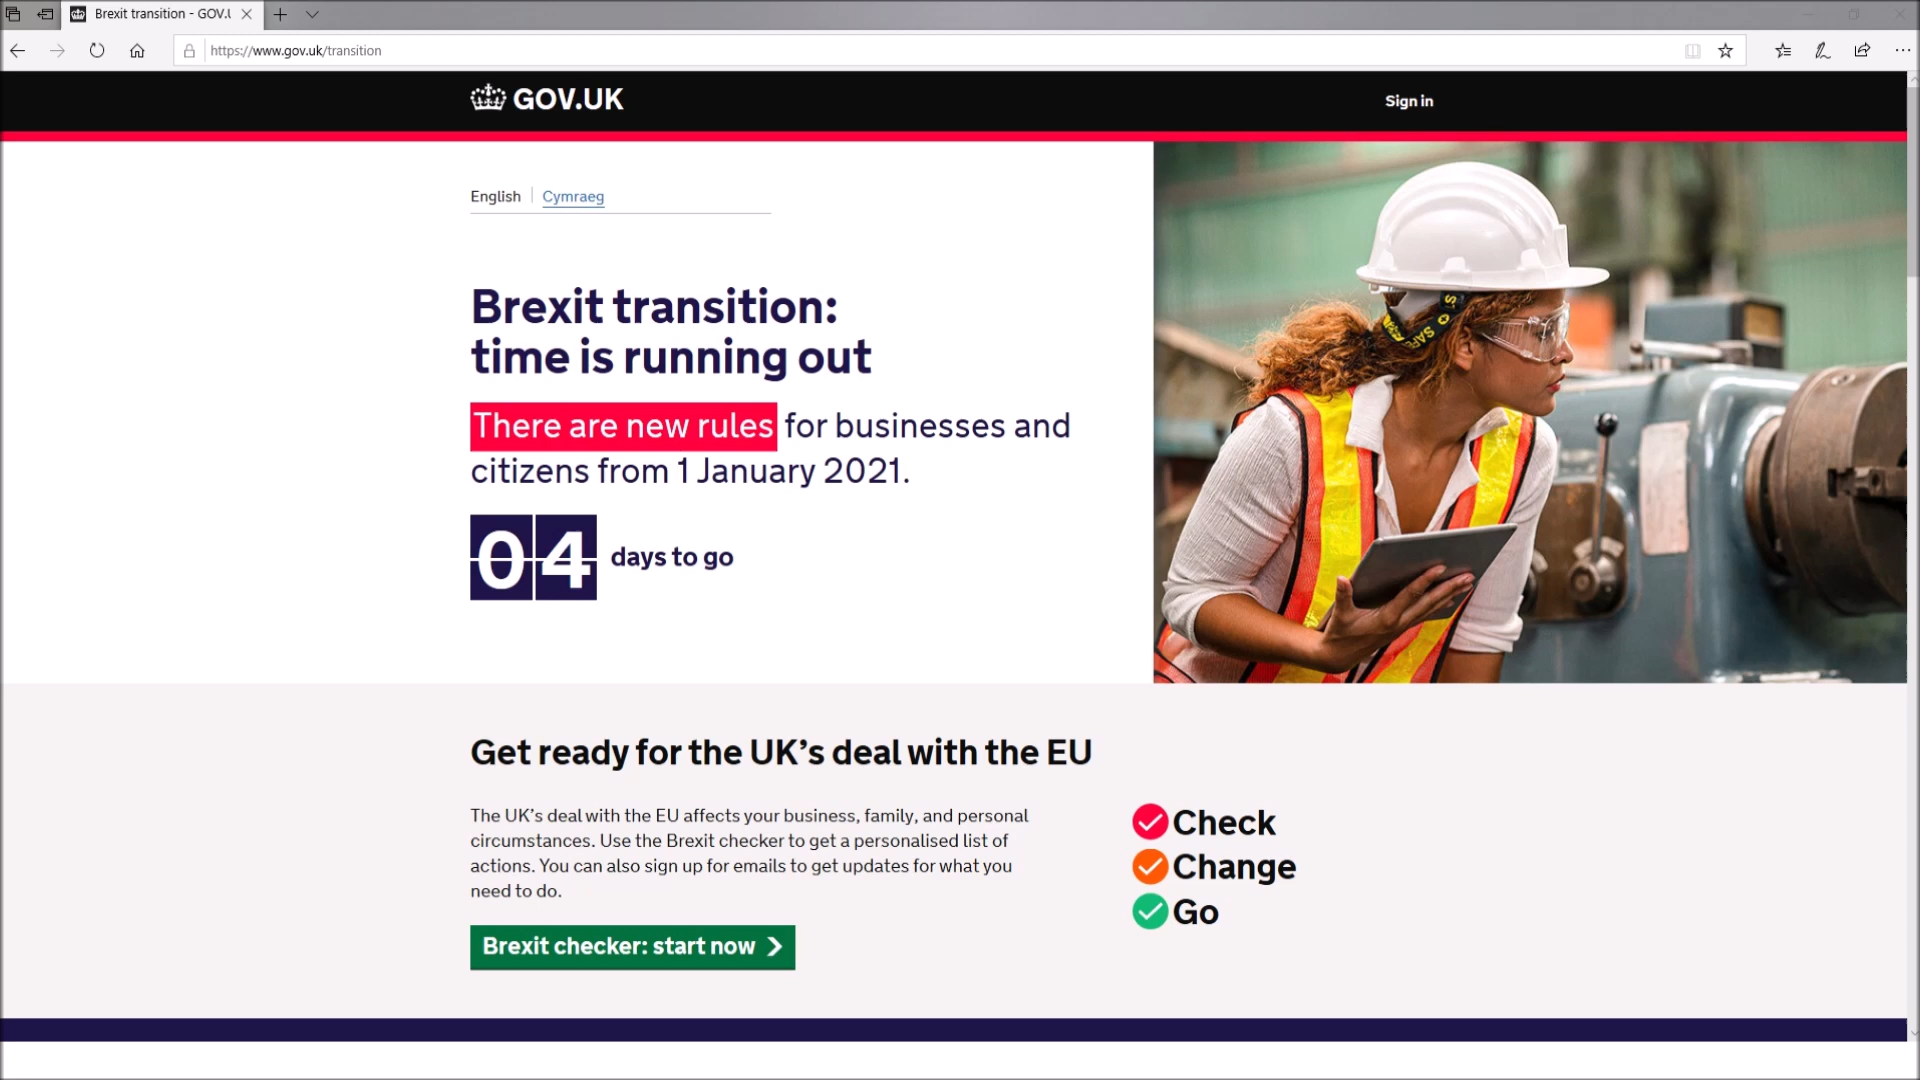 Brexit transition - GOV.U
https://www.gov.uk/transition
GOV.UK
Sign in
English
Cymraeg
Brexit transition:
time is running out
There are new rules for businesses and
citizens from 1 January 2021.
04 days to go
SAFE
Get ready for the UK’s deal with the EU
The UK’s deal with the EU affects your business, family, and personal
circumstances. Use the Brexit checker to get a personalised list of
actions. You can also sign up for emails to get updates for what you
need to do.
Brexit checker: start now
Check
Change
Go